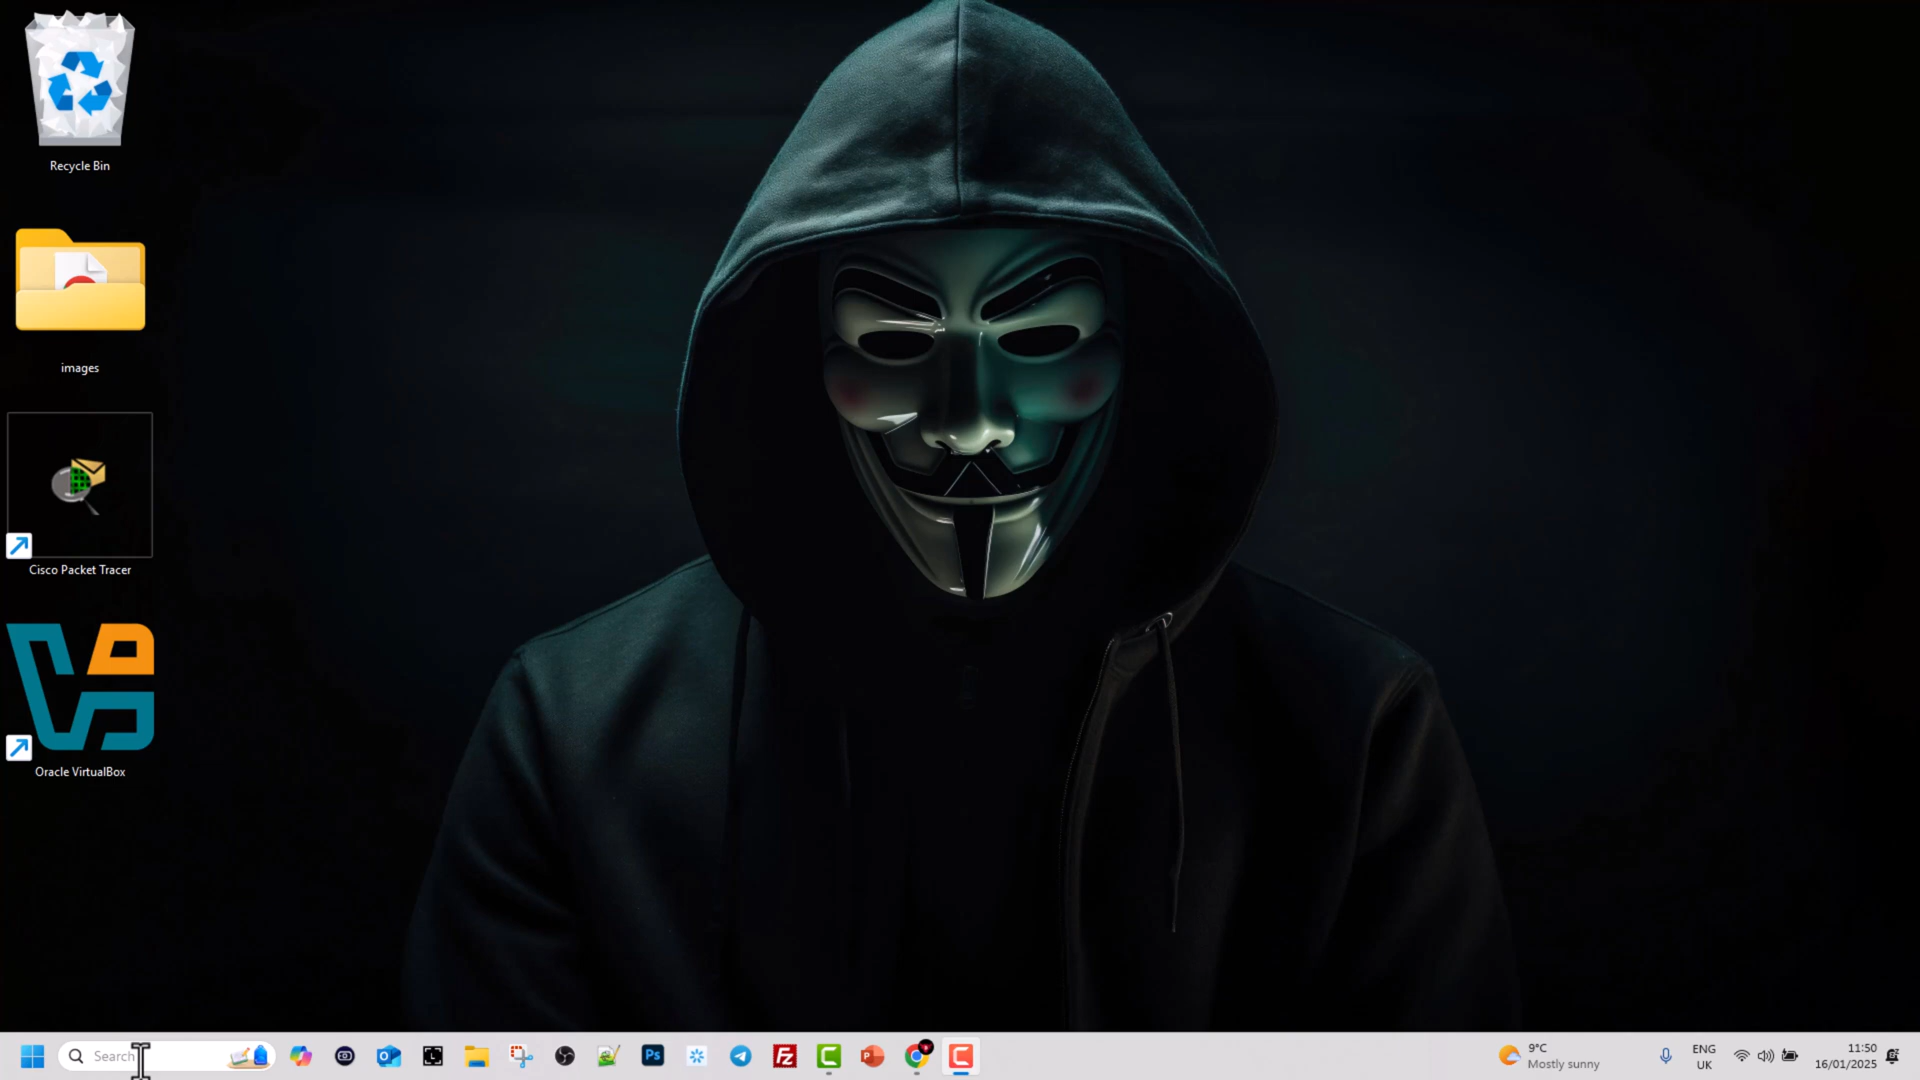 Recycle Bin
images
Cisco Packet Tracer
Oracle VirtualBox
Search
Ps
Fz
9°C
Mostly sunny
ENG
UK
11:50
16/01/2025